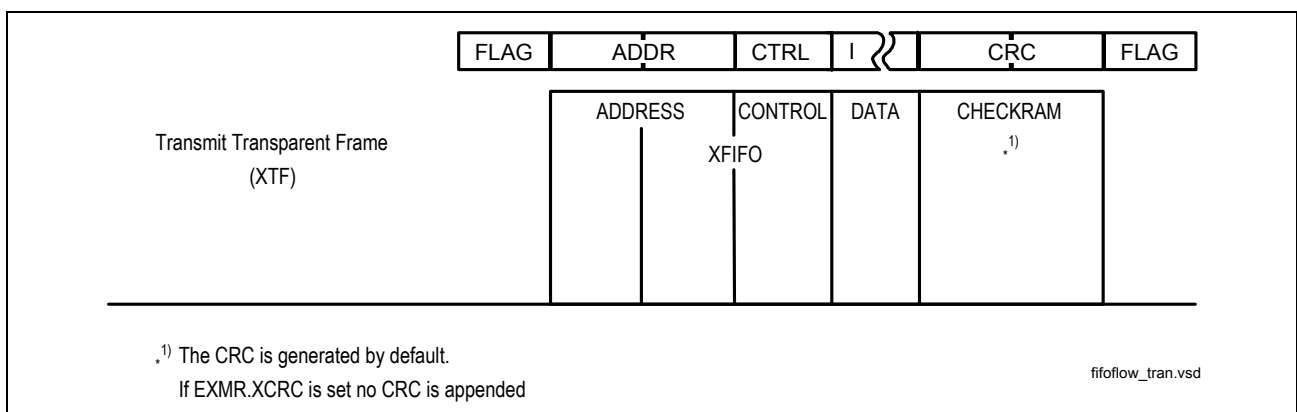 FLAG ADDR CTRL I CRC FLAG
ADDRESS CONTROL DATA CHECKRAM
Transmit Transparent Frame XFIFO *1)
(XTF)
*1) The CRC is generated by default.
If EXMR.XCRC is set no CRC is appended
fifoflow_tran.vsd